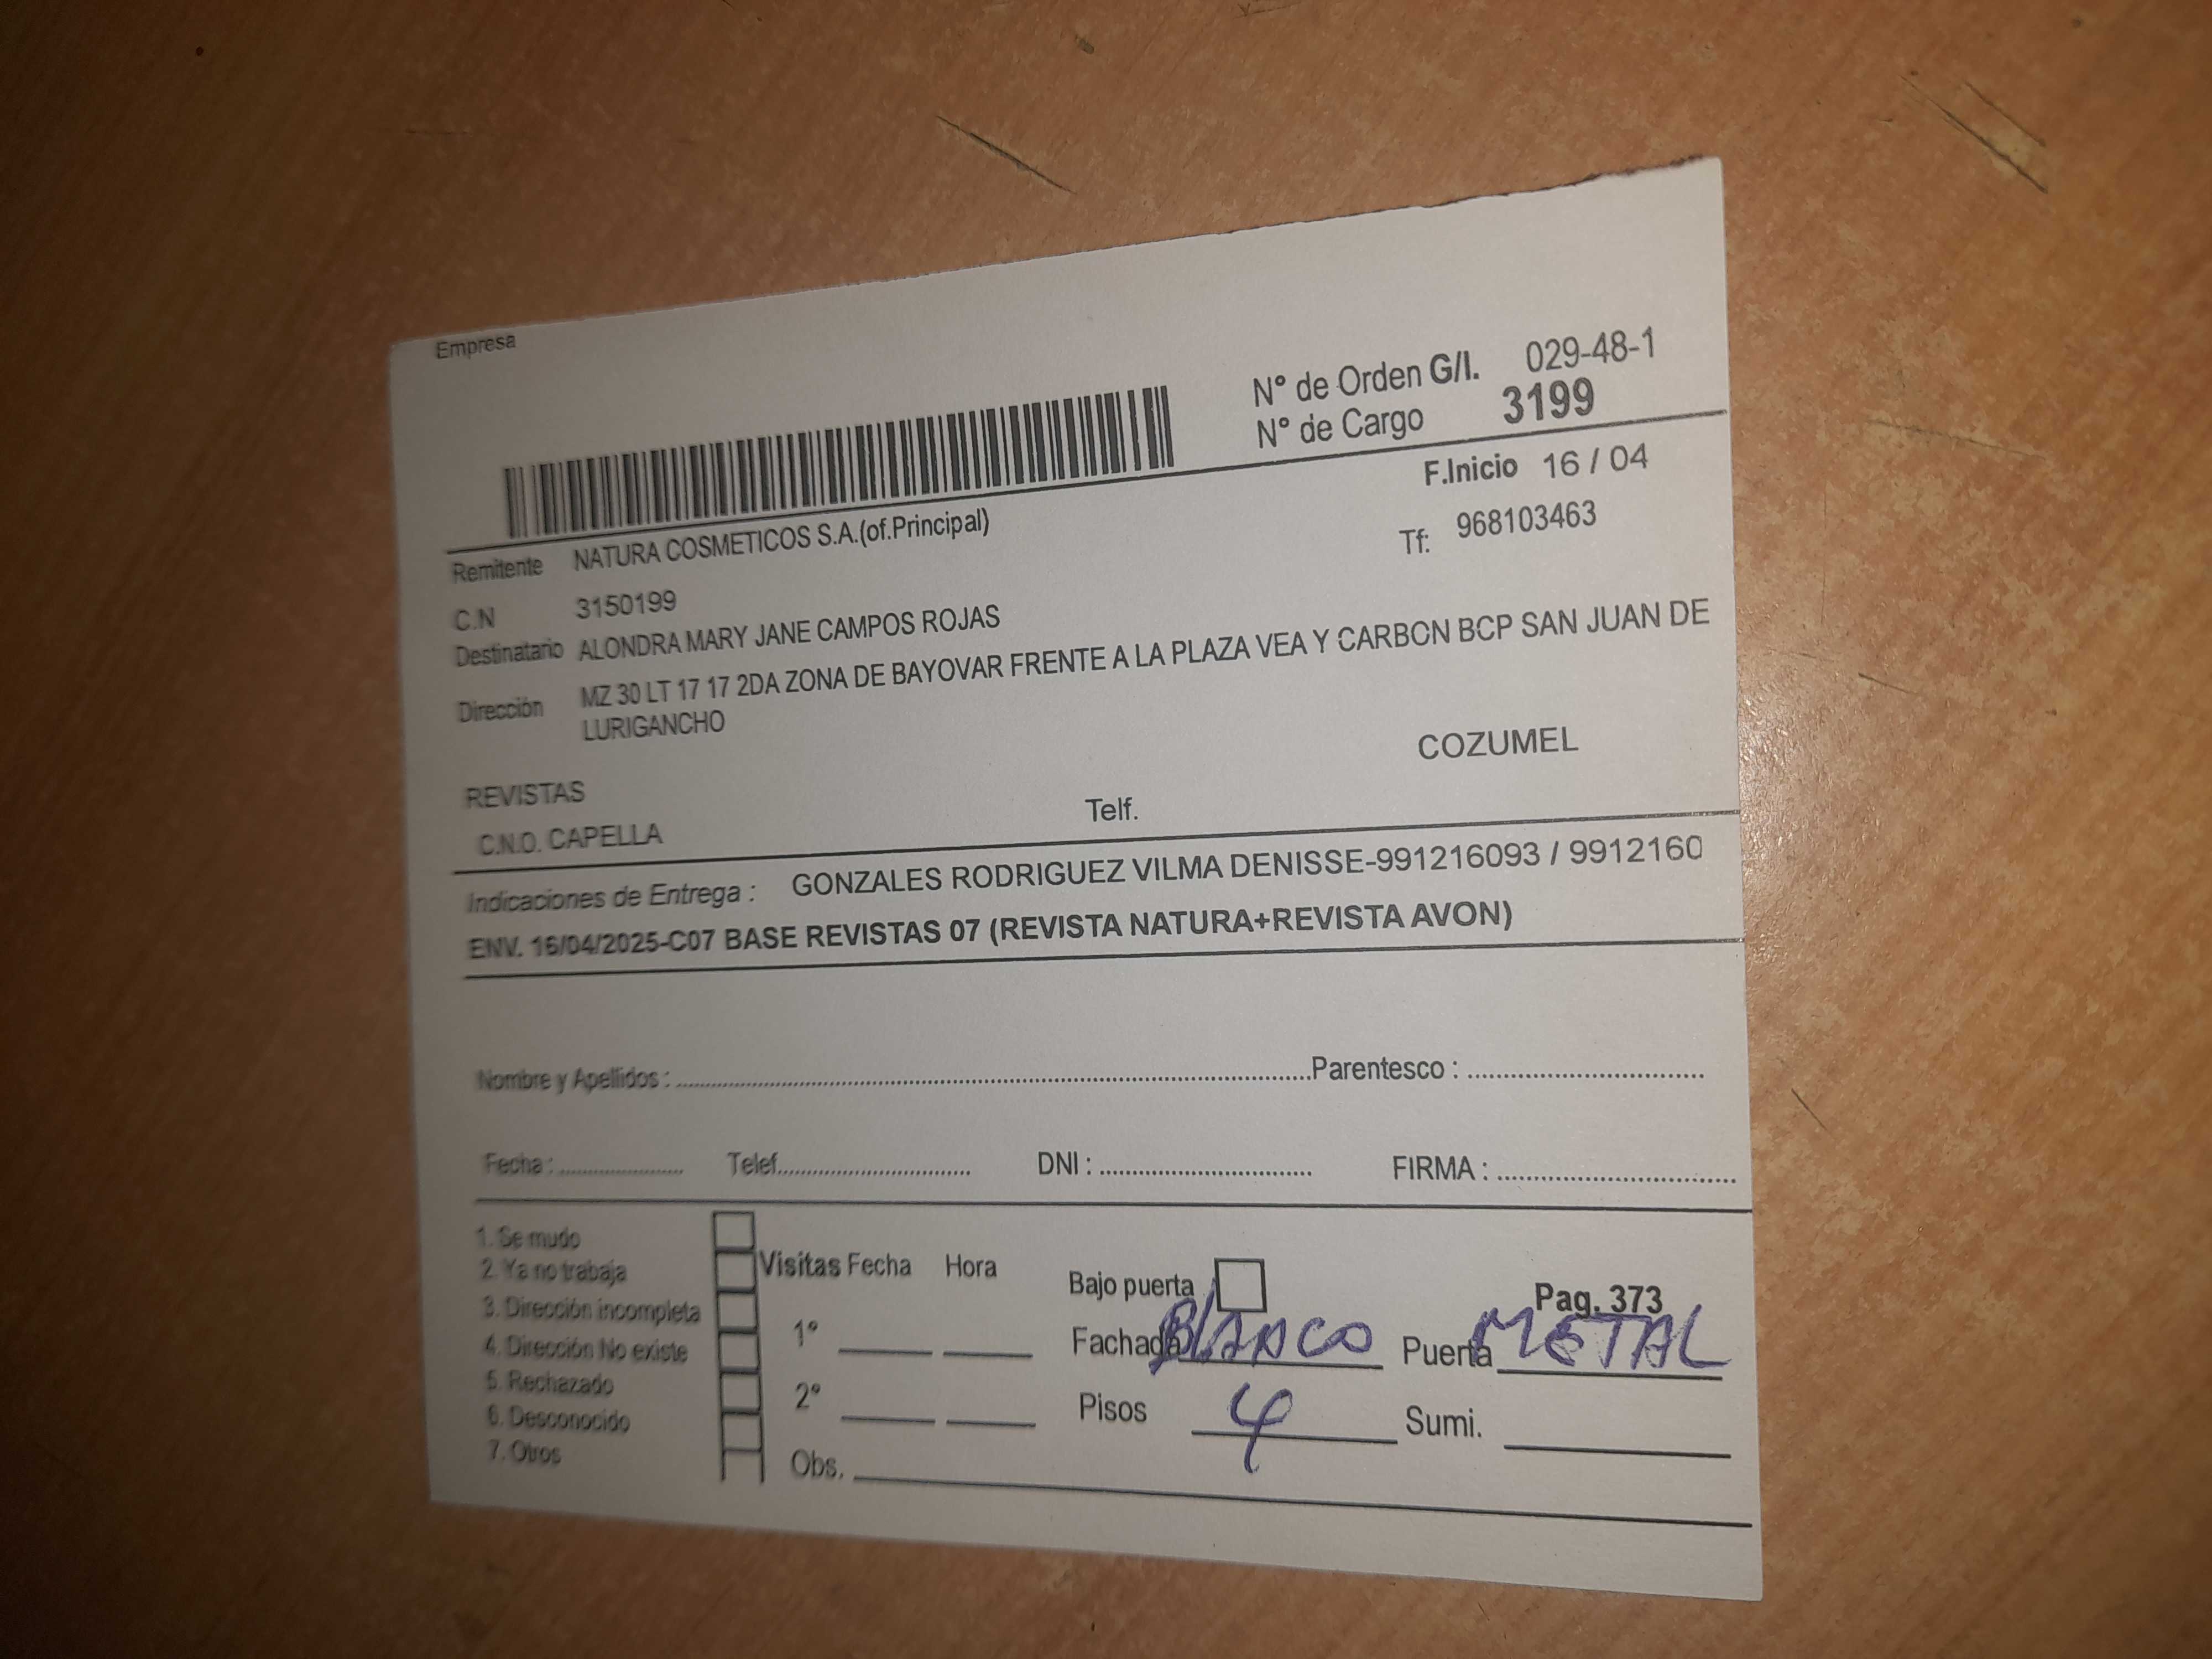 Empresa
N° de Orden G/I. 029-48-1
N° de Cargo 3199
F.Inicio 16 / 04
Remitente NATURA COSMETICOS S.A.(of.Principal)
Tf: 968103463
C.N 3150199
Destinatario ALONDRA MARY JANE CAMPOS ROJAS
Dirección MZ 30 LT 17 17 2DA ZONA DE BAYOVAR FRENTE A LA PLAZA VEA Y CARBON BCP SAN JUAN DE
LURIGANCHO
COZUMEL
REVISTAS
C.N.O. CAPELLA Telf.
Indicaciones de Entrega : GONZALES RODRIGUEZ VILMA DENISSE-991216093 / 9912160
ENV. 16/04/2025-C07 BASE REVISTAS 07 (REVISTA NATURA+REVISTA AVON)
Nombre y Apellidos : Parentesco :
Fecha : Telef. DNI : FIRMA :
1. Se mudo
2. Ya no trabaja
3. Dirección incompleta
4. Dirección No existe
5. Rechazado
6. Desconocido
7. Otros
Visitas Fecha Hora
1°
2°
Obs.
Bajo puerta Pag. 373
Fachada BLANCO Puerta METAL
Pisos 4 Sumi.